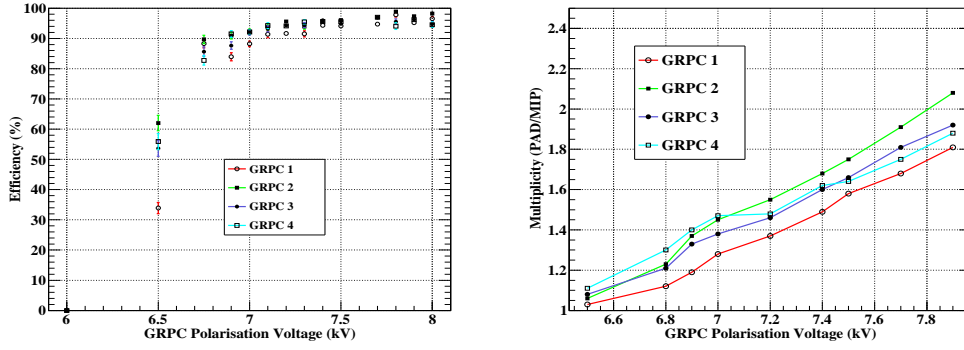 Efficiency (%)
100
90
80
70
60
50
40
30
20
10
0
GRPC 1
GRPC 2
GRPC 3
GRPC 4
6
6.5
7
7.5
8
GRPC Polarisation Voltage (kV)
Multiplicity (PAD/MIP)
2.4
2.2
2
1.8
1.6
1.4
1.2
1
GRPC 1
GRPC 2
GRPC 3
GRPC 4
6.6
6.8
7
7.2
7.4
7.6
7.8
GRPC Polarisation Voltage (kV)